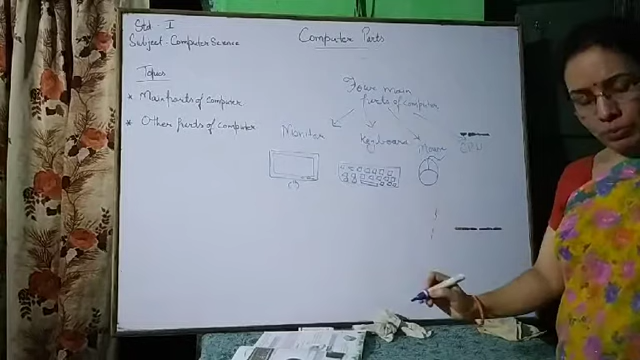 Std - I
Subject - Computer Science
Computer Parts
Topics
* Main parts of Computer
* Other parts of Computer
Four main
parts of Computer
Monitor
Keyboard
Mouse
CPU